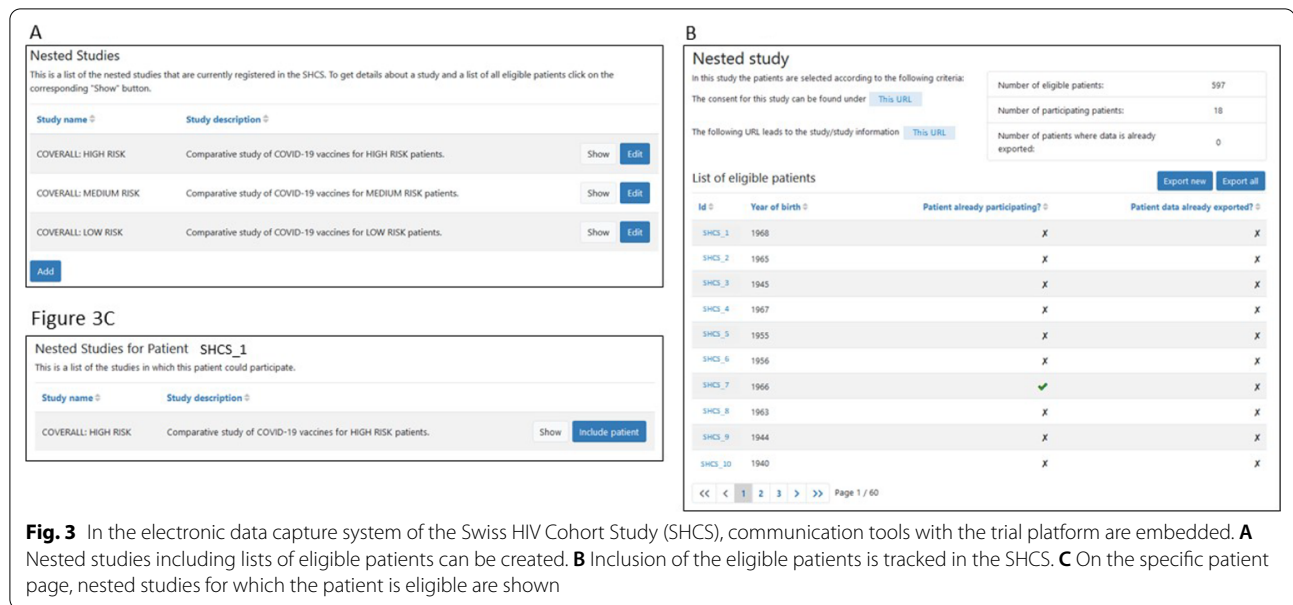 A
Nested Studies
This is a list of the nested studies that are currently registered in the SHCS. To get details about a study and a list of all eligible patients click on the
corresponding "Show" button.
Study name Study description
COVERALL: HIGH RISK Comparative study of COVID-19 vaccines for HIGH RISK patients. Show Edit
COVERALL: MEDIUM RISK Comparative study of COVID-19 vaccines for MEDIUM RISK patients. Show Edit
COVERALL: LOW RISK Comparative study of COVID-19 vaccines for LOW RISK patients. Show Edit
Add
Figure 3C
Nested Studies for Patient SHCS_1
This is a list of the studies in which this patient could participate.
Study name Study description
COVERALL: HIGH RISK Comparative study of COVID-19 vaccines for HIGH RISK patients. Show Include patient
B
Nested study
In this study the patients are selected according to the following criteria:
The consent for this study can be found under This URL
The following URL leads to the study/study information This URL
Number of eligible patients: 597
Number of participating patients: 18
Number of patients where data is already
exported: 0
List of eligible patients Export new Export all
Id Year of birth Patient already participating? Patient data already exported?
SHCS_1 1968 ✗ ✗
SHCS_2 1965 ✗ ✗
SHCS_3 1945 ✗ ✗
SHCS_4 1967 ✗ ✗
SHCS_5 1955 ✗ ✗
SHCS_6 1956 ✗ ✗
SHCS_7 1966 ✔ ✗
SHCS_8 1963 ✗ ✗
SHCS_9 1944 ✗ ✗
SHCS_10 1940 ✗ ✗
<< < 1 2 3 > >> Page 1 / 60
Fig. 3 In the electronic data capture system of the Swiss HIV Cohort Study (SHCS), communication tools with the trial platform are embedded. A
Nested studies including lists of eligible patients can be created. B Inclusion of the eligible patients is tracked in the SHCS. C On the specific patient
page, nested studies for which the patient is eligible are shown